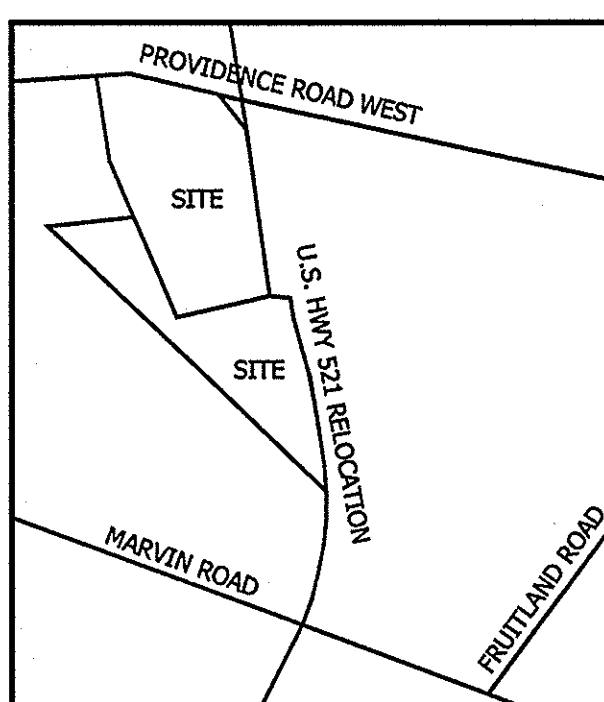 PROVIDENCE ROAD WEST
SITE
U.S. HWY 521 RELOCATION
SITE
MARVIN ROAD
FRUITLAND ROAD